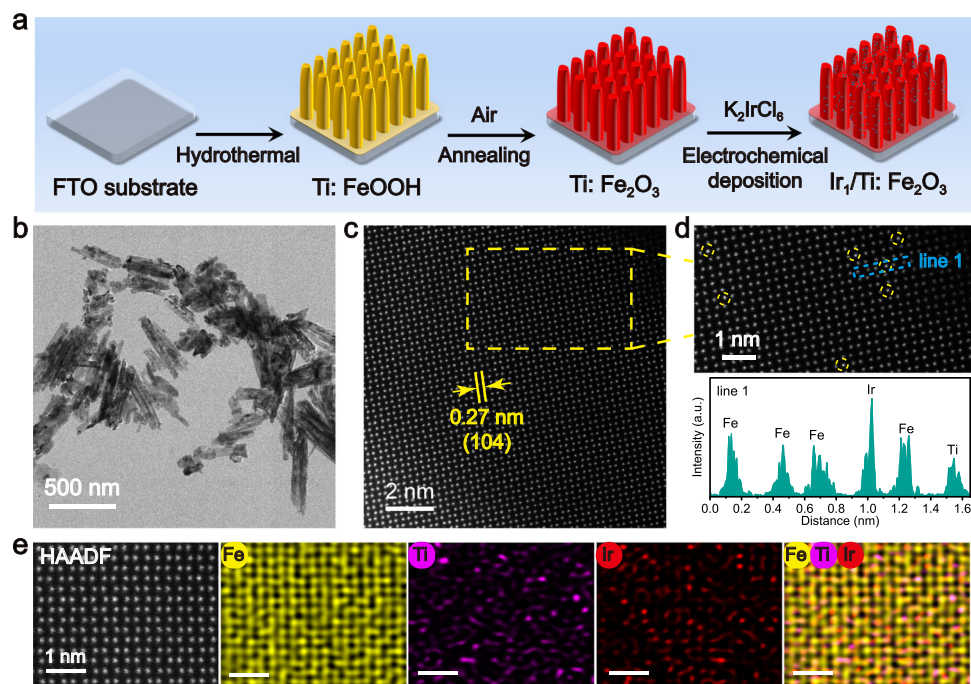 a
FTO substrate
Hydrothermal
Ti: FeOOH
Air
Annealing
Ti: Fe₂O₃
K₂IrCl₆
Electrochemical
deposition
Ir₁/Ti: Fe₂O₃
b
500 nm
c
0.27 nm
(104)
2 nm
d
line 1
1 nm
line 1
Fe
Fe
Fe
Ir
Fe
Ti
Intensity (a.u.)
0.0 0.2 0.4 0.6 0.8 1.0 1.2 1.4 1.6
Distance (nm)
e
HAADF
1 nm
Fe
Ti
Ir
Fe Ti Ir